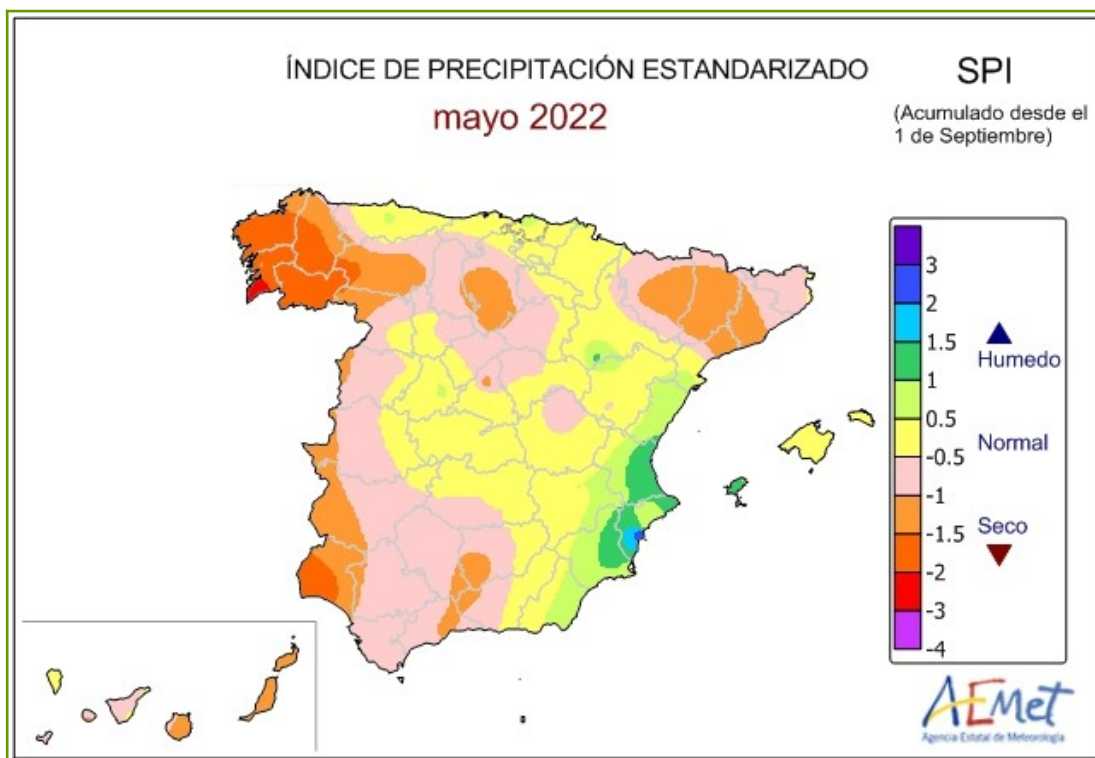 ÍNDICE DE PRECIPITACIÓN ESTANDARIZADO
mayo 2022
SPI
(Acumulado desde el
1 de Septiembre)
3
2
1.5
1
0.5
-0.5
-1
-1.5
-2
-3
-4
Humedo
Normal
Seco
AEMet
Agencia Estatal de Meteorología